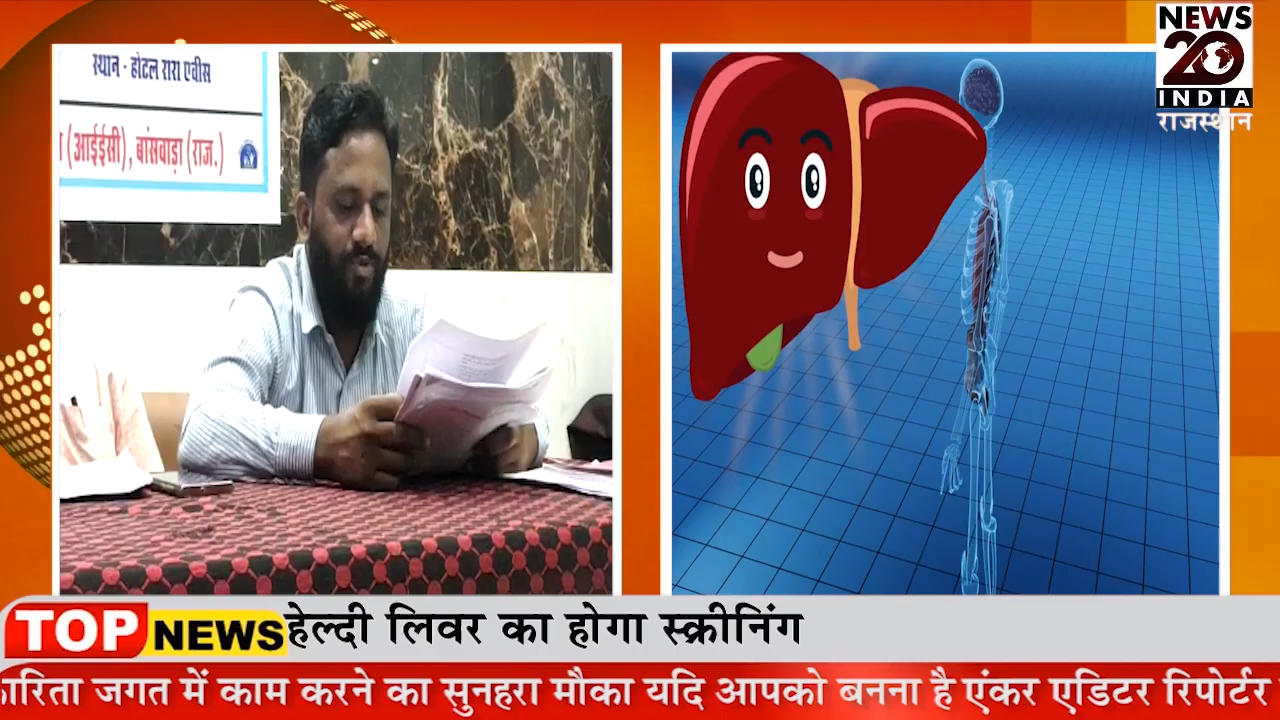 स्थान - होटल रारा एवीस
(आईईसी), बांसवाड़ा (राज.)
NEWS
20
INDIA
राजस्थान
TOP NEWS
हेल्दी लिवर का होगा स्क्रीनिंग
जगत में काम करने का सुनहरा मौका यदि आपको बनना है एंकर एडिटर रिपोर्टर